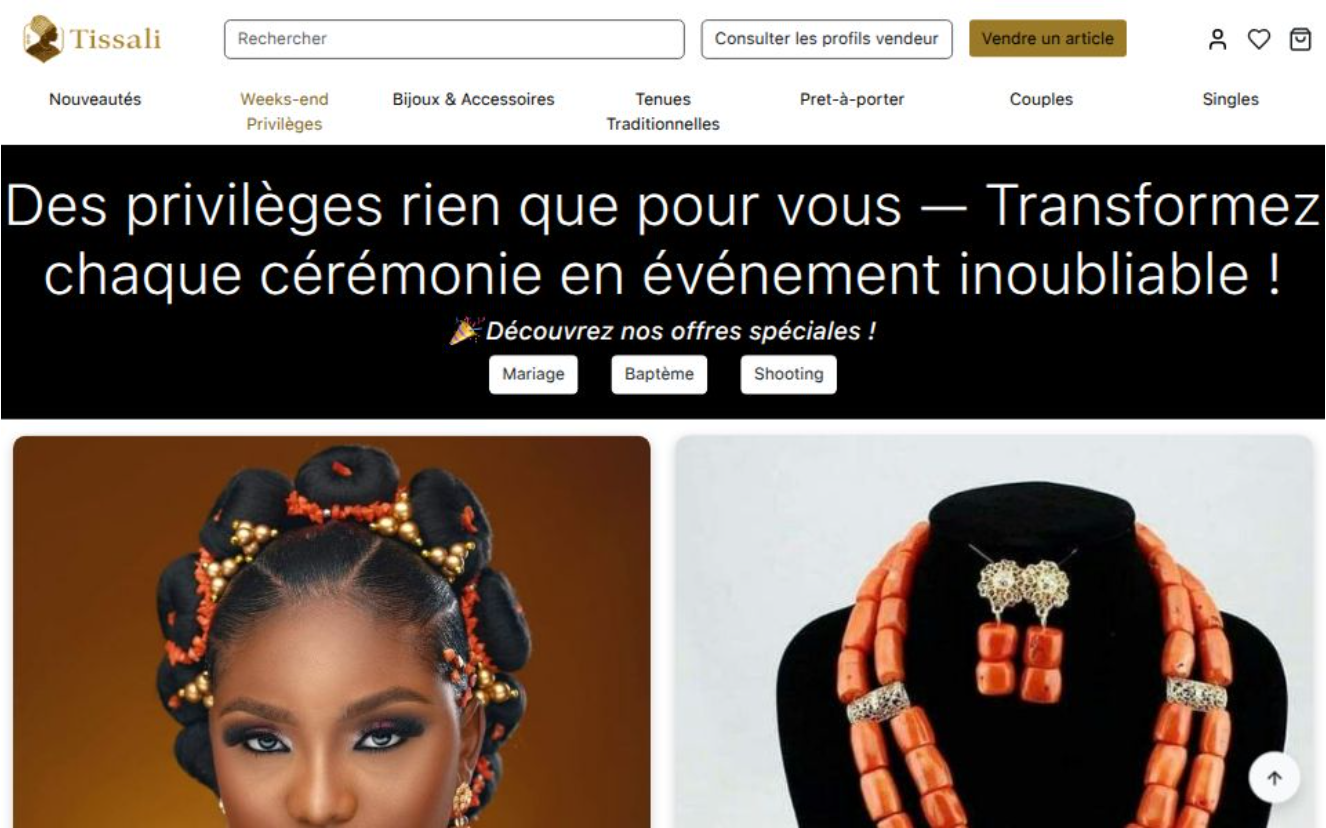 Tissali
Rechercher
Consulter les profils vendeur
Vendre un article
Nouveautés
Weeks-end
Privilèges
Bijoux & Accessoires
Tenues
Traditionnelles
Pret-à-porter
Couples
Singles
Des privilèges rien que pour vous — Transformez
chaque cérémonie en événement inoubliable !
🎉 Découvrez nos offres spéciales !
Mariage
Baptème
Shooting